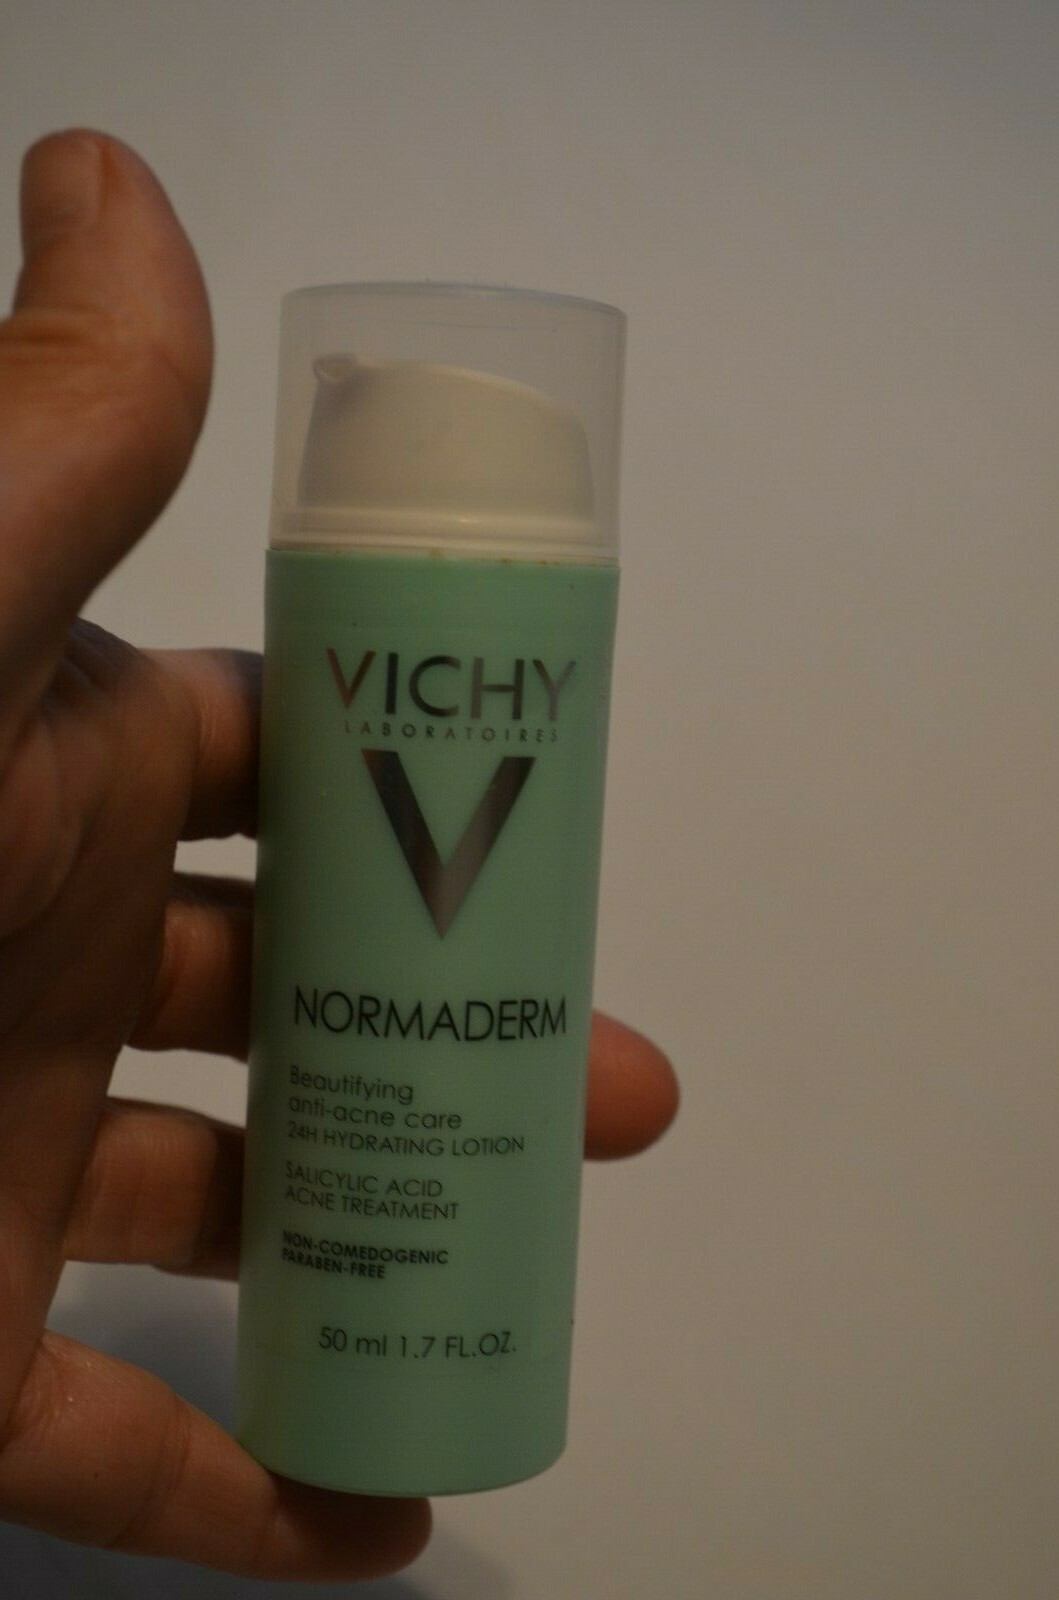 VICHY
LABORATOIRES
V
NORMADERM
Beautifying
anti-acne care
24H HYDRATING LOTION
SALICYLIC ACID
ACNE TREATMENT
NON-COMEDOGENIC
PARABEN-FREE
50 ml 1.7 FL.OZ.